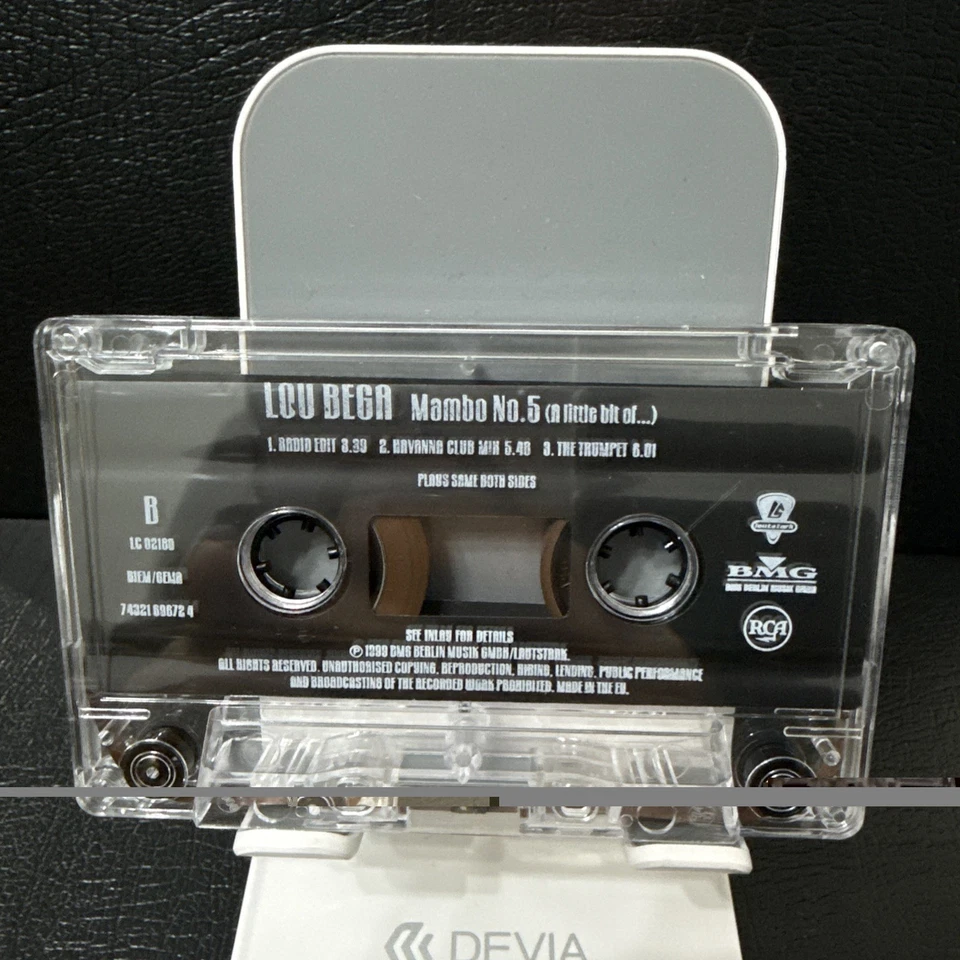 LOU BEGA Mambo No.5 (A little bit of...)
1. RADIO EDIT 3.39 2. HAVANNA CLUB MIX 5.48 3. THE TRUMPET 6.01
PLAYS SAME BOTH SIDES
B
LC 02180
BIEM/GEMA
74321 69672 4
lautstark
BMG
BMG BERLIN MUSIK GMBH
RCA
SEE INLAY FOR DETAILS
℗ 1999 BMG BERLIN MUSIK GMBH/LAUTSTARK.
ALL RIGHTS RESERVED. UNAUTHORISED COPYING, REPRODUCTION, HIRING, LENDING, PUBLIC PERFORMANCE
AND BROADCASTING OF THE RECORDED WORK PROHIBITED. MADE IN THE EU.
DEVIA